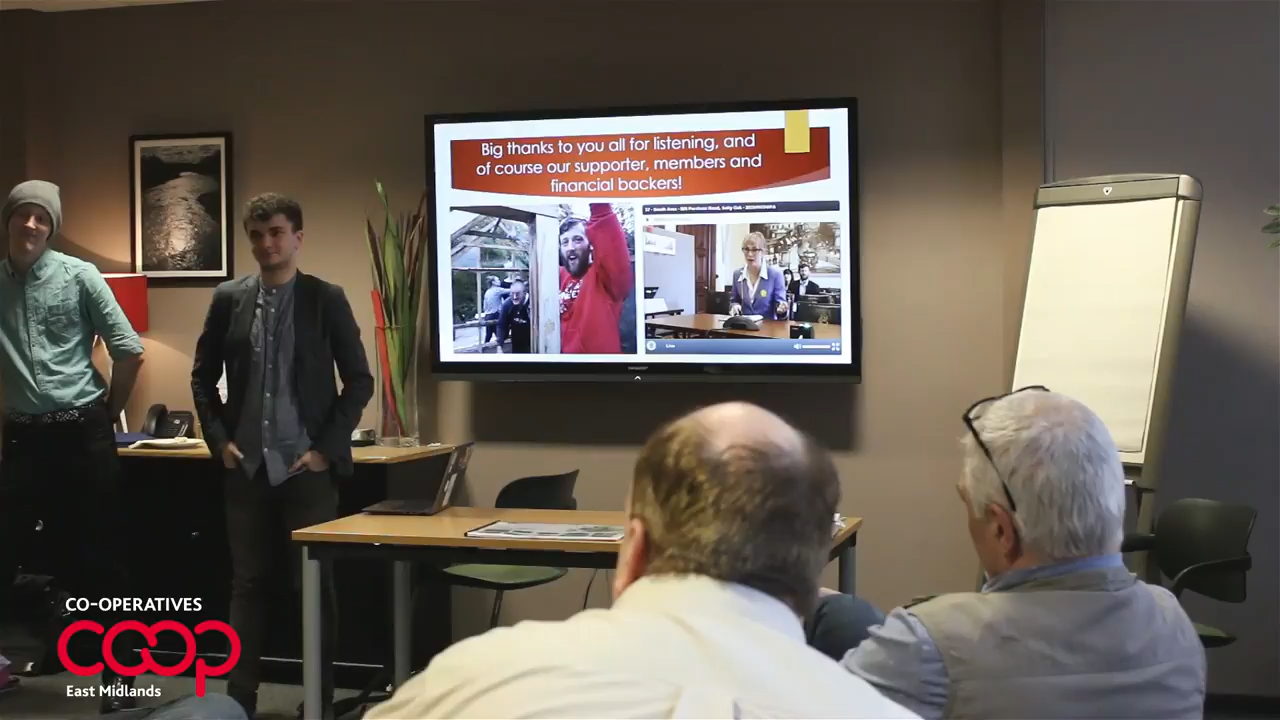 Big thanks to you all for listening, and
of course our supporter, members and
financial backers!
Live
CO-OPERATIVES
coop
East Midlands